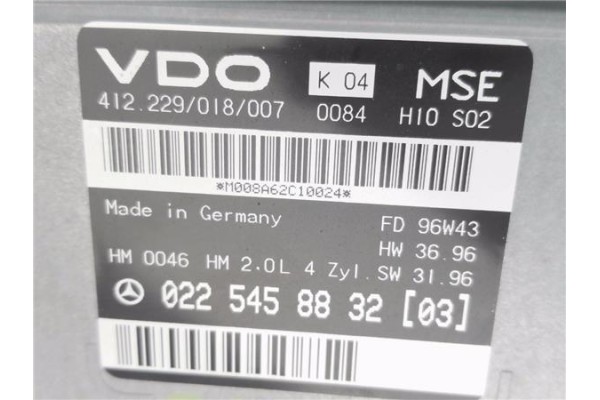 VDO K 04 MSE
412.229/018/007 0084 H10 S02
*M008A62C10024*
Made in Germany FD 96W43
HW 36.96
HM 0046 HM 2.0L 4 Zyl. SW 31.96
022 545 88 32 [03]